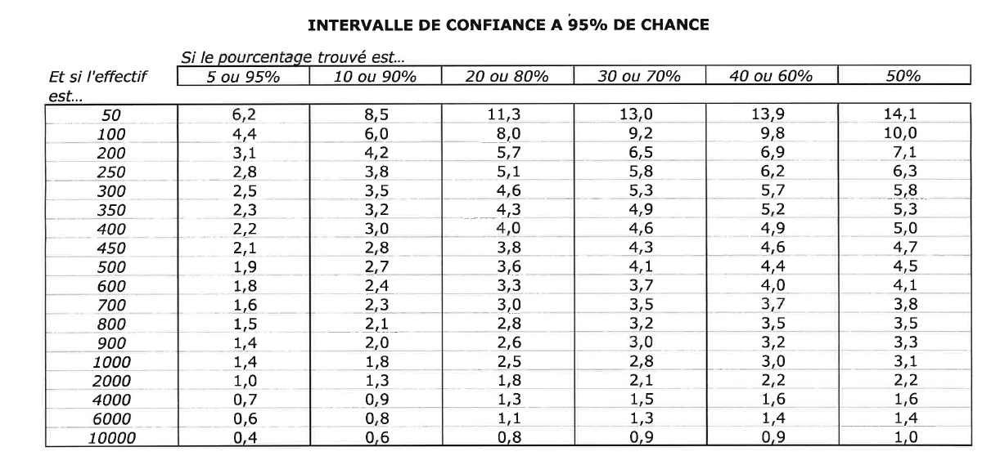 INTERVALLE DE CONFIANCE A 95% DE CHANCE
Si le pourcentage trouvé est...
Et si l'effectif est... 5 ou 95% 10 ou 90% 20 ou 80% 30 ou 70% 40 ou 60% 50%
50 6,2 8,5 11,3 13,0 13,9 14,1
100 4,4 6,0 8,0 9,2 9,8 10,0
200 3,1 4,2 5,7 6,5 6,9 7,1
250 2,8 3,8 5,1 5,8 6,2 6,3
300 2,5 3,5 4,6 5,3 5,7 5,8
350 2,3 3,2 4,3 4,9 5,2 5,3
400 2,2 3,0 4,0 4,6 4,9 5,0
450 2,1 2,8 3,8 4,3 4,6 4,7
500 1,9 2,7 3,6 4,1 4,4 4,5
600 1,8 2,4 3,3 3,7 4,0 4,1
700 1,6 2,3 3,0 3,5 3,7 3,8
800 1,5 2,1 2,8 3,2 3,5 3,5
900 1,4 2,0 2,6 3,0 3,2 3,3
1000 1,4 1,8 2,5 2,8 3,0 3,1
2000 1,0 1,3 1,8 2,1 2,2 2,2
4000 0,7 0,9 1,3 1,5 1,6 1,6
6000 0,6 0,8 1,1 1,3 1,4 1,4
10000 0,4 0,6 0,8 0,9 0,9 1,0